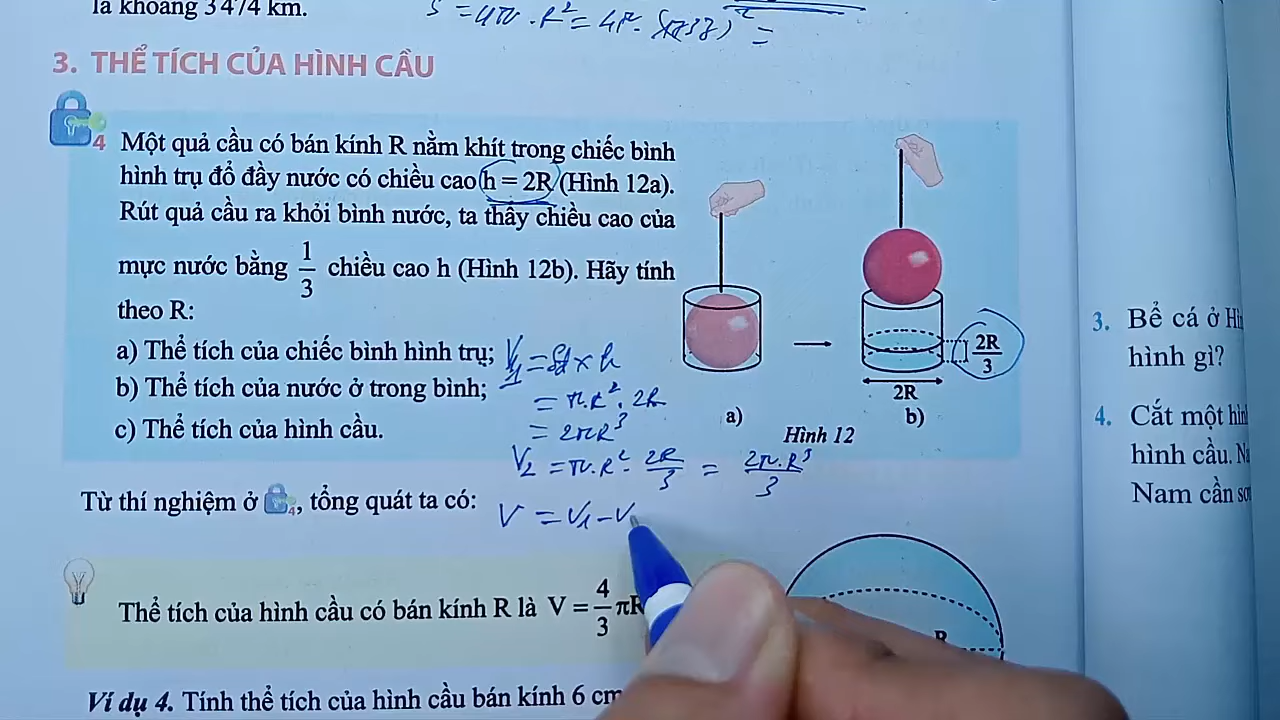 là khoảng 3474 km.
S = 4π.R² = 4π.
3. THỂ TÍCH CỦA HÌNH CẦU
4 Một quả cầu có bán kính R nằm khít trong chiếc bình
hình trụ đổ đầy nước có chiều cao h = 2R (Hình 12a).
Rút quả cầu ra khỏi bình nước, ta thấy chiều cao của
mực nước bằng 1/3 chiều cao h (Hình 12b). Hãy tính
theo R:
a) Thể tích của chiếc bình hình trụ;
b) Thể tích của nước ở trong bình;
c) Thể tích của hình cầu.
V1 = Sđ x h
= π.R².2R
= 2πR³
V2 = π.R². 2R/3 = 2π.R³/3
V = V1 - V
2R/3
2R
a)
b)
Hình 12
Từ thí nghiệm ở 4, tổng quát ta có:
Thể tích của hình cầu có bán kính R là V = 4/3 πR
R
Ví dụ 4. Tính thể tích của hình cầu bán kính 6 cm
3. Bể cá ở Hì
hình gì?
4. Cắt một hìn
hình cầu. Na
Nam cần sơ